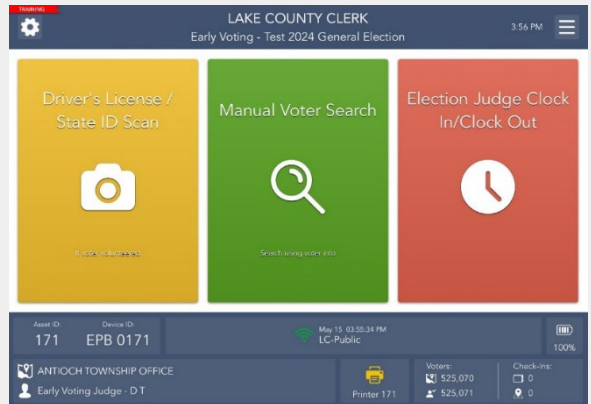 TRAINING
LAKE COUNTY CLERK
Early Voting - Test 2024 General Election
3:56 PM
Driver's License /
State ID Scan
If voter volunteered
Manual Voter Search
Search using voter info
Election Judge Clock
In/Clock Out
Asset ID:
171
Device ID:
EPB 0171
May 15 03:55:34 PM
LC-Public
100%
ANTIOCH TOWNSHIP OFFICE
Early Voting Judge - D T
Printer 171
Voters:
525,070
525,071
Check-Ins:
0
0